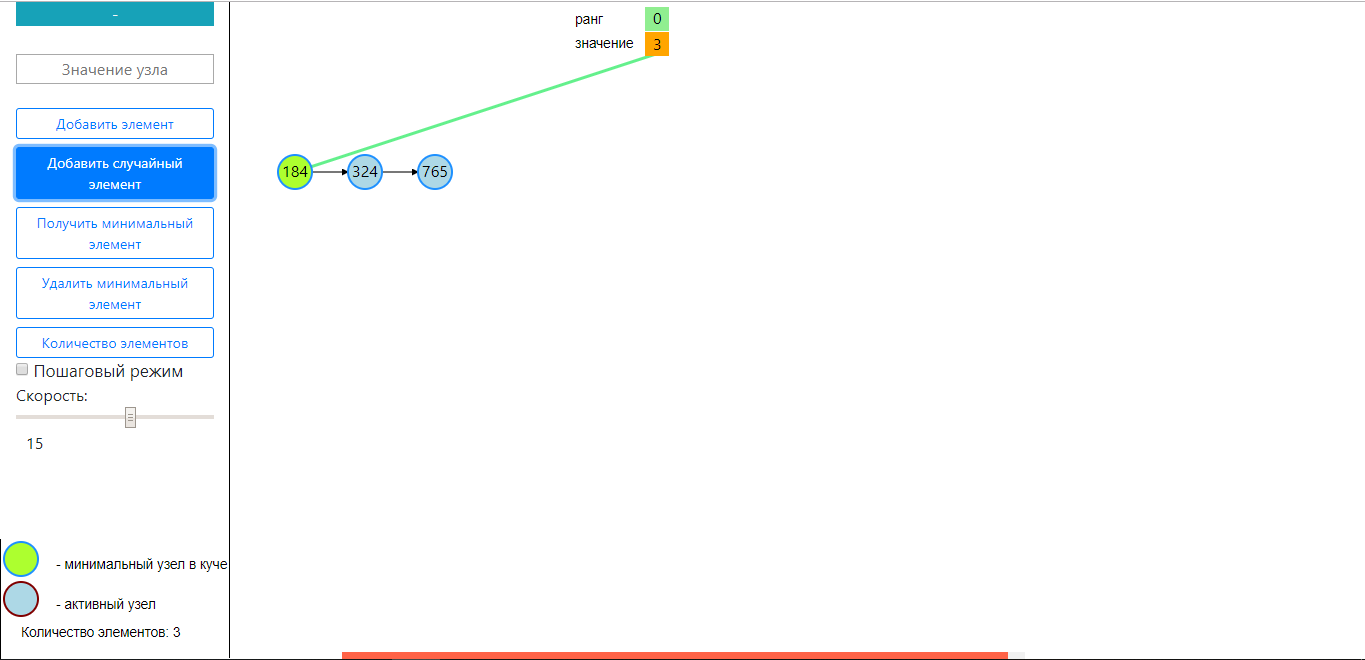 -
Значение узла
Добавить элемент
Добавить случайный
элемент
Получить минимальный
элемент
Удалить минимальный
элемент
Количество элементов
Пошаговый режим
Скорость:
15
- минимальный узел в куче
- активный узел
Количество элементов: 3
ранг 0
значение 3
184 324 765